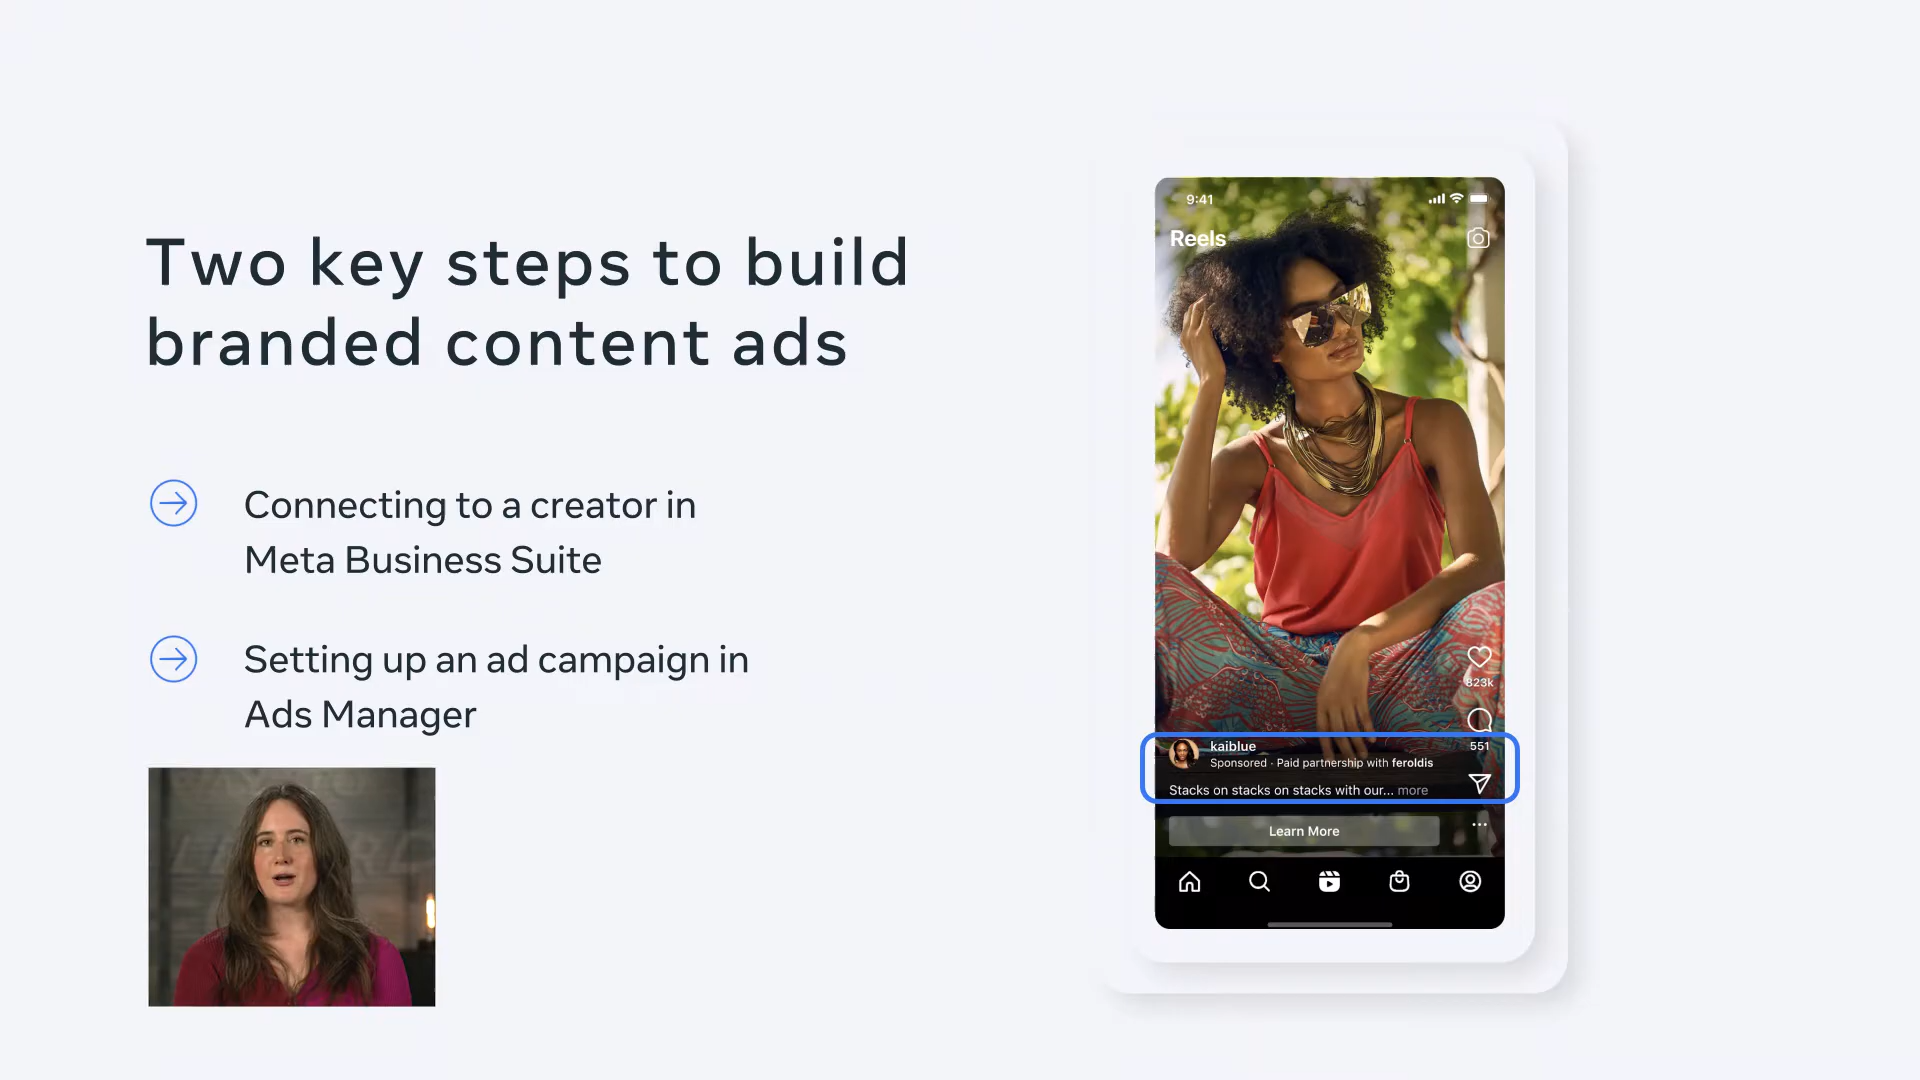 Two key steps to build
branded content ads
Connecting to a creator in
Meta Business Suite
Setting up an ad campaign in
Ads Manager
9:41
Reels
823k
551
kaiblue
Sponsored · Paid partnership with feroldis
Stacks on stacks on stacks with our... more
Learn More